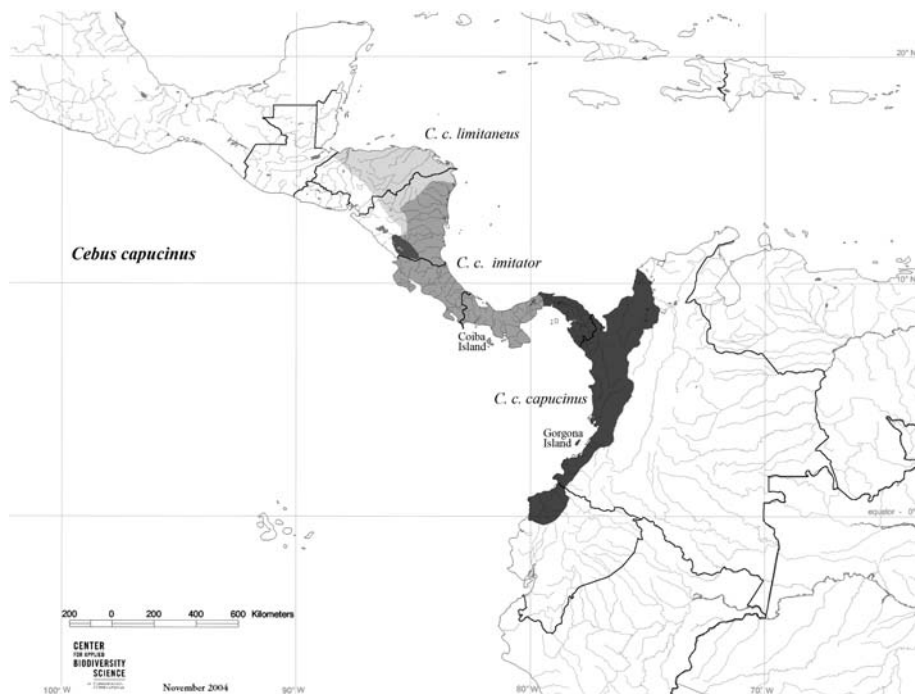 20° N
C. c. limitaneus
Cebus capucinus
C. c. imitator
10° N
Coiba
Island
C. c. capucinus
Gorgona
Island
equator - 0°
200 0 200 400 600 Kilometers
CENTER
FOR APPLIED
BIODIVERSITY
SCIENCE
November 2004
100° W 90° W 80° W 70° W